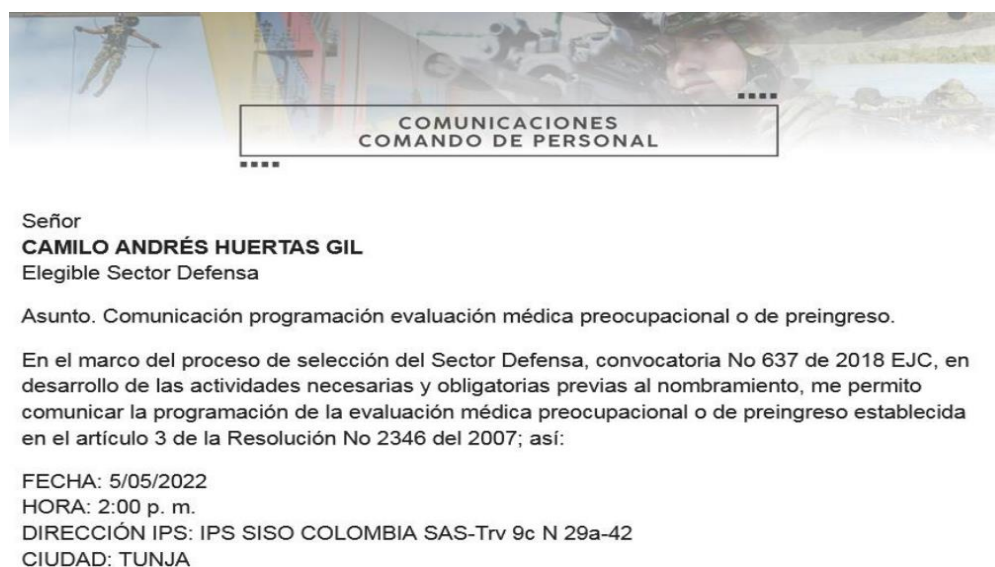 COMUNICACIONES
COMANDO DE PERSONAL
Señor
CAMILO ANDRÉS HUERTAS GIL
Elegible Sector Defensa
Asunto. Comunicación programación evaluación médica preocupacional o de preingreso.
En el marco del proceso de selección del Sector Defensa, convocatoria No 637 de 2018 EJC, en
desarrollo de las actividades necesarias y obligatorias previas al nombramiento, me permito
comunicar la programación de la evaluación médica preocupacional o de preingreso establecida
en el artículo 3 de la Resolución No 2346 del 2007; así:
FECHA: 5/05/2022
HORA: 2:00 p. m.
DIRECCIÓN IPS: IPS SISO COLOMBIA SAS-Trv 9c N 29a-42
CIUDAD: TUNJA